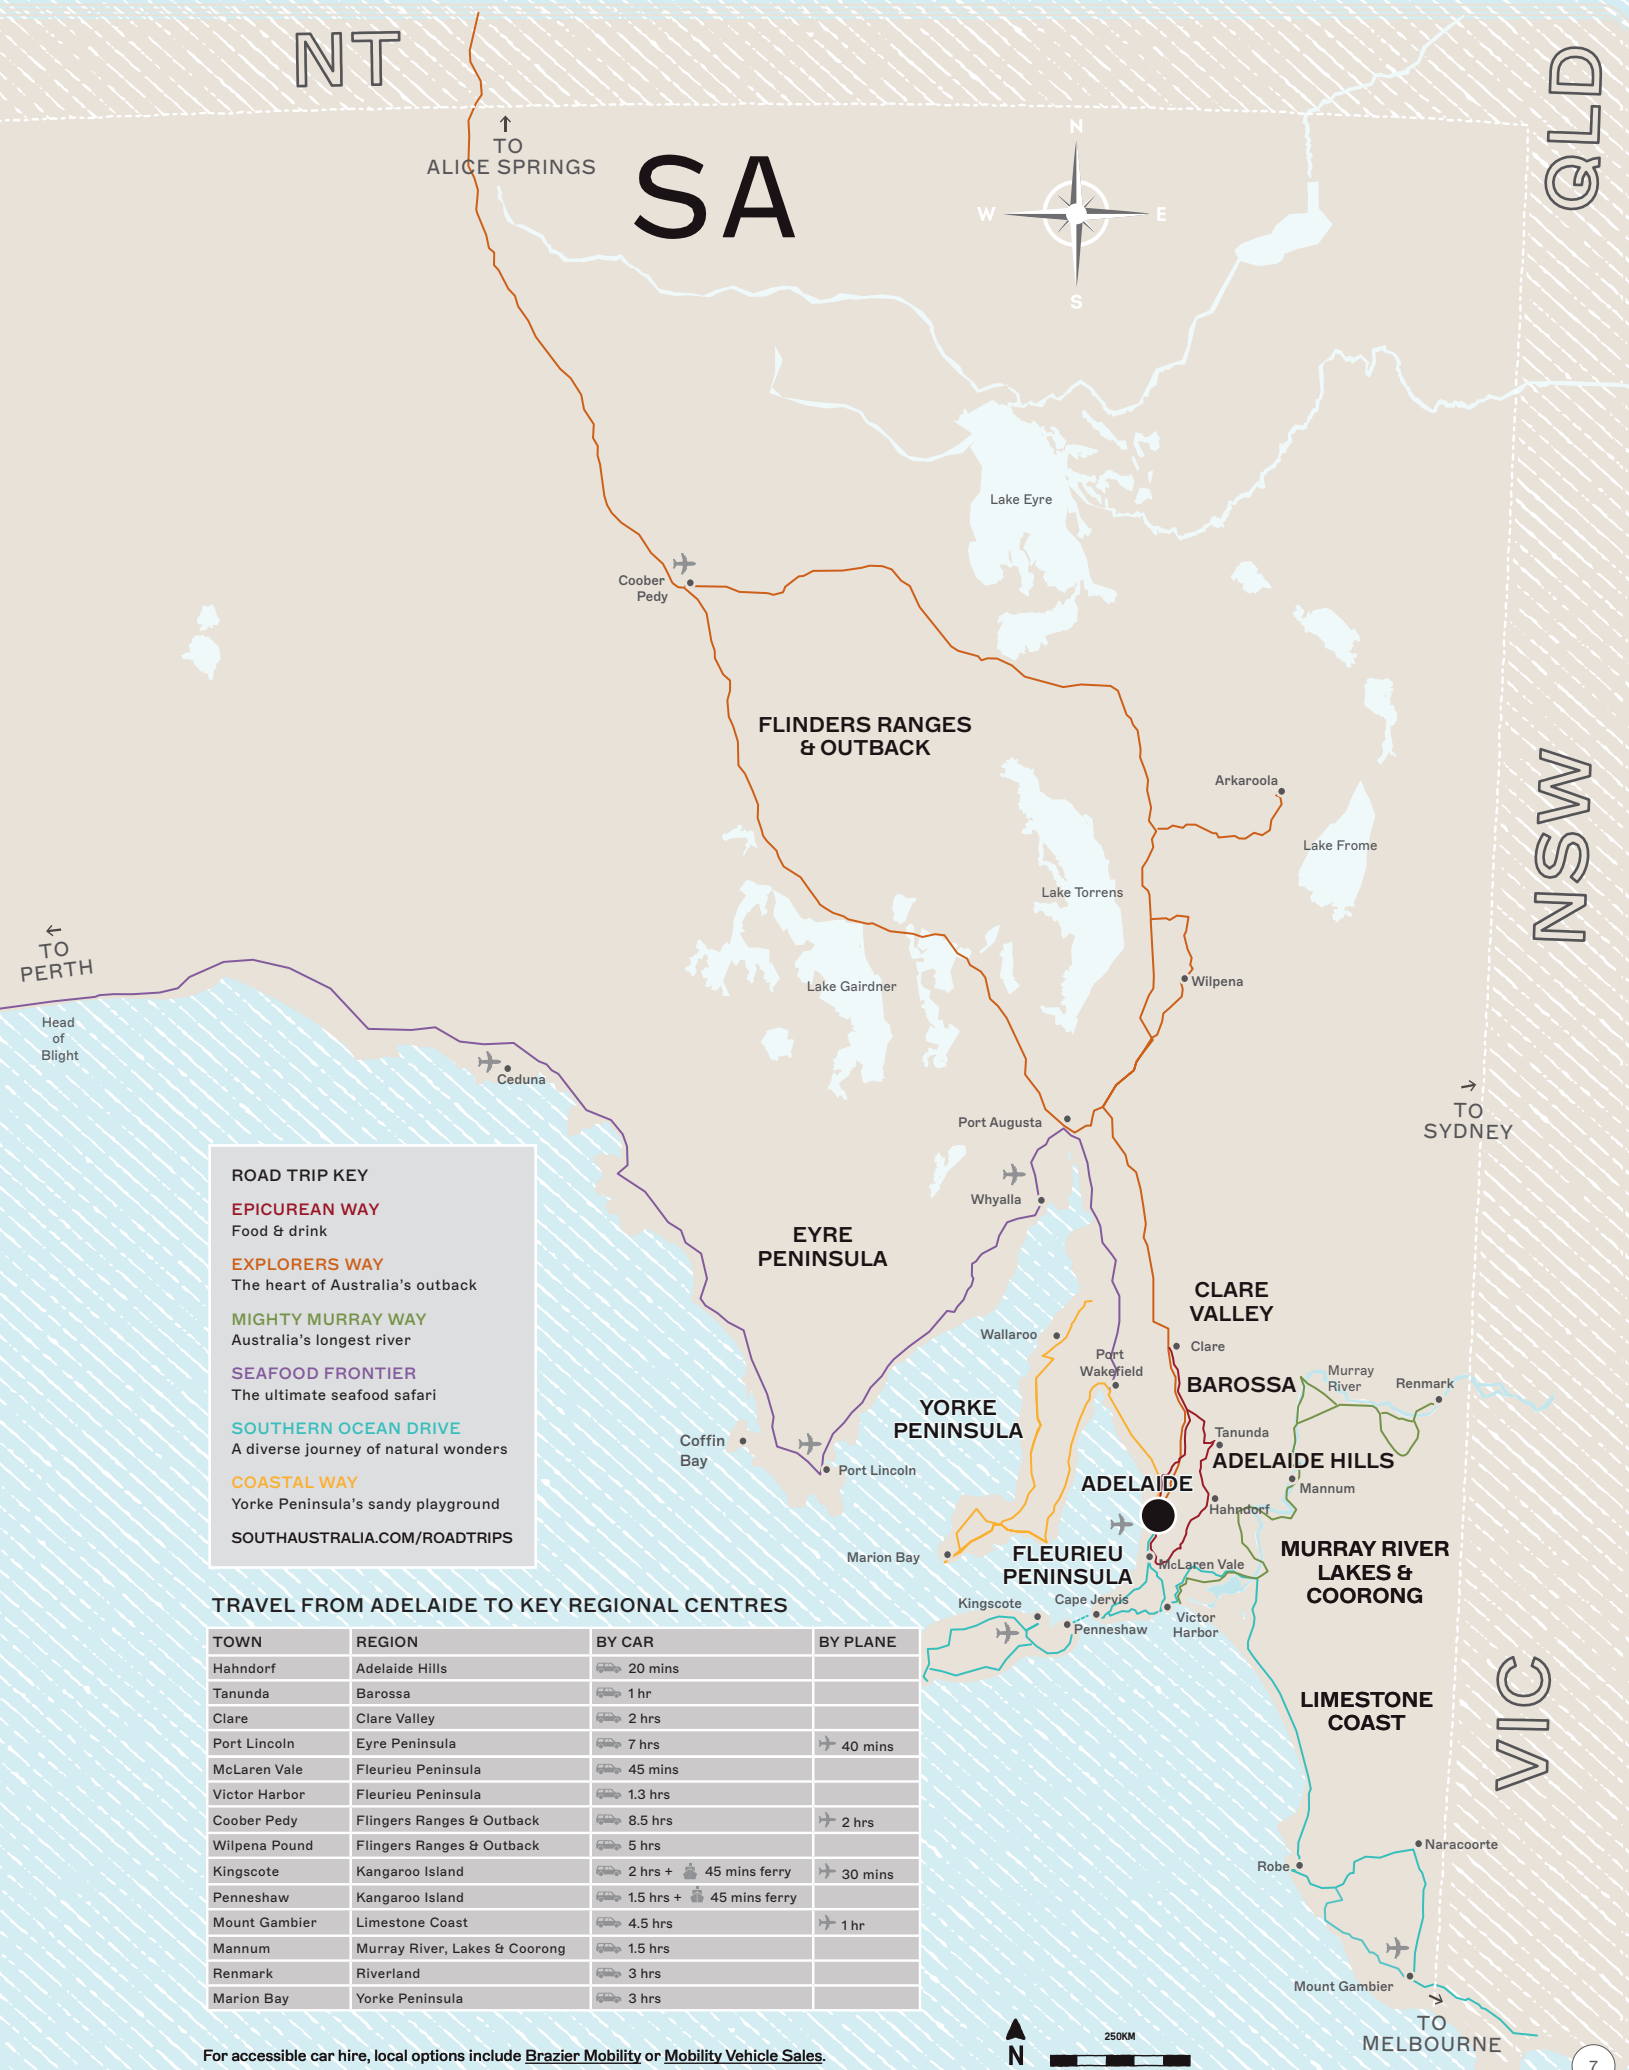 NT
QLD
TO
ALICE SPRINGS
SA
N
W
E
S
Lake Eyre
Coober
Pedy
FLINDERS RANGES
& OUTBACK
Arkaroola
Lake Frome
NSW
Lake Torrens
TO
PERTH
Lake Gairdner
Wilpena
Head
of
Blight
Ceduna
TO
SYDNEY
Port Augusta
Whyalla
EYRE
PENINSULA
ROAD TRIP KEY
EPICUREAN WAY
Food & drink
EXPLORERS WAY
The heart of Australia's outback
MIGHTY MURRAY WAY
Australia's longest river
SEAFOOD FRONTIER
The ultimate seafood safari
SOUTHERN OCEAN DRIVE
A diverse journey of natural wonders
COASTAL WAY
Yorke Peninsula's sandy playground
SOUTHAUSTRALIA.COM/ROADTRIPS
CLARE
VALLEY
Wallaroo
Clare
Port
Wakefield
BAROSSA
Murray
River
Renmark
YORKE
PENINSULA
Tanunda
Coffin
Bay
Port Lincoln
ADELAIDE HILLS
ADELAIDE
Mannum
Hahndorf
Marion Bay
FLEURIEU
PENINSULA
McLaren Vale
MURRAY RIVER
LAKES &
COORONG
Kingscote
Cape Jervis
Penneshaw
Victor
Harbor
VIC
LIMESTONE
COAST
Naracoorte
Robe
Mount Gambier
TO
MELBOURNE
TRAVEL FROM ADELAIDE TO KEY REGIONAL CENTRES
TOWN REGION BY CAR BY PLANE
Hahndorf Adelaide Hills 20 mins
Tanunda Barossa 1 hr
Clare Clare Valley 2 hrs
Port Lincoln Eyre Peninsula 7 hrs 40 mins
McLaren Vale Fleurieu Peninsula 45 mins
Victor Harbor Fleurieu Peninsula 1.3 hrs
Coober Pedy Flingers Ranges & Outback 8.5 hrs 2 hrs
Wilpena Pound Flingers Ranges & Outback 5 hrs
Kingscote Kangaroo Island 2 hrs + 45 mins ferry 30 mins
Penneshaw Kangaroo Island 1.5 hrs + 45 mins ferry
Mount Gambier Limestone Coast 4.5 hrs 1 hr
Mannum Murray River, Lakes & Coorong 1.5 hrs
Renmark Riverland 3 hrs
Marion Bay Yorke Peninsula 3 hrs
For accessible car hire, local options include Brazier Mobility or Mobility Vehicle Sales.
N
250KM
7